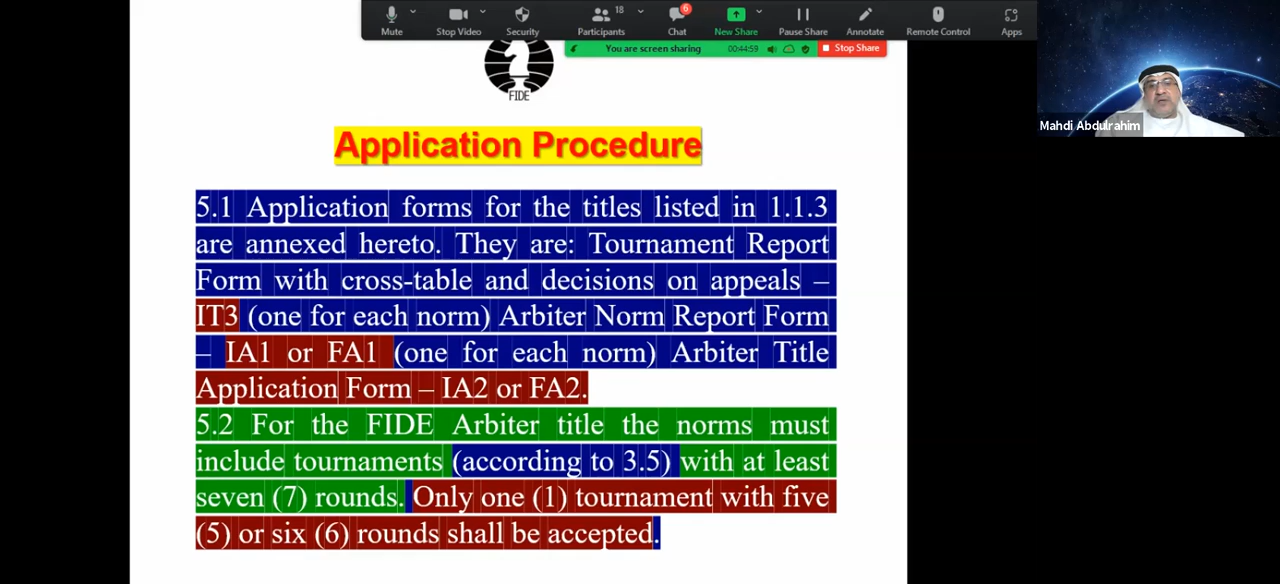 18
6
Mute
Stop Video
Security
Participants
Chat
New Share
Pause Share
Annotate
Remote Control
Apps
You are screen sharing
00:44:59
Stop Share
FIDE
Mahdi Abdulrahim
Application Procedure
5.1 Application forms for the titles listed in 1.1.3
are annexed hereto. They are: Tournament Report
Form with cross-table and decisions on appeals –
IT3 (one for each norm) Arbiter Norm Report Form
– IA1 or FA1 (one for each norm) Arbiter Title
Application Form – IA2 or FA2.
5.2 For the FIDE Arbiter title the norms must
include tournaments (according to 3.5) with at least
seven (7) rounds. Only one (1) tournament with five
(5) or six (6) rounds shall be accepted.